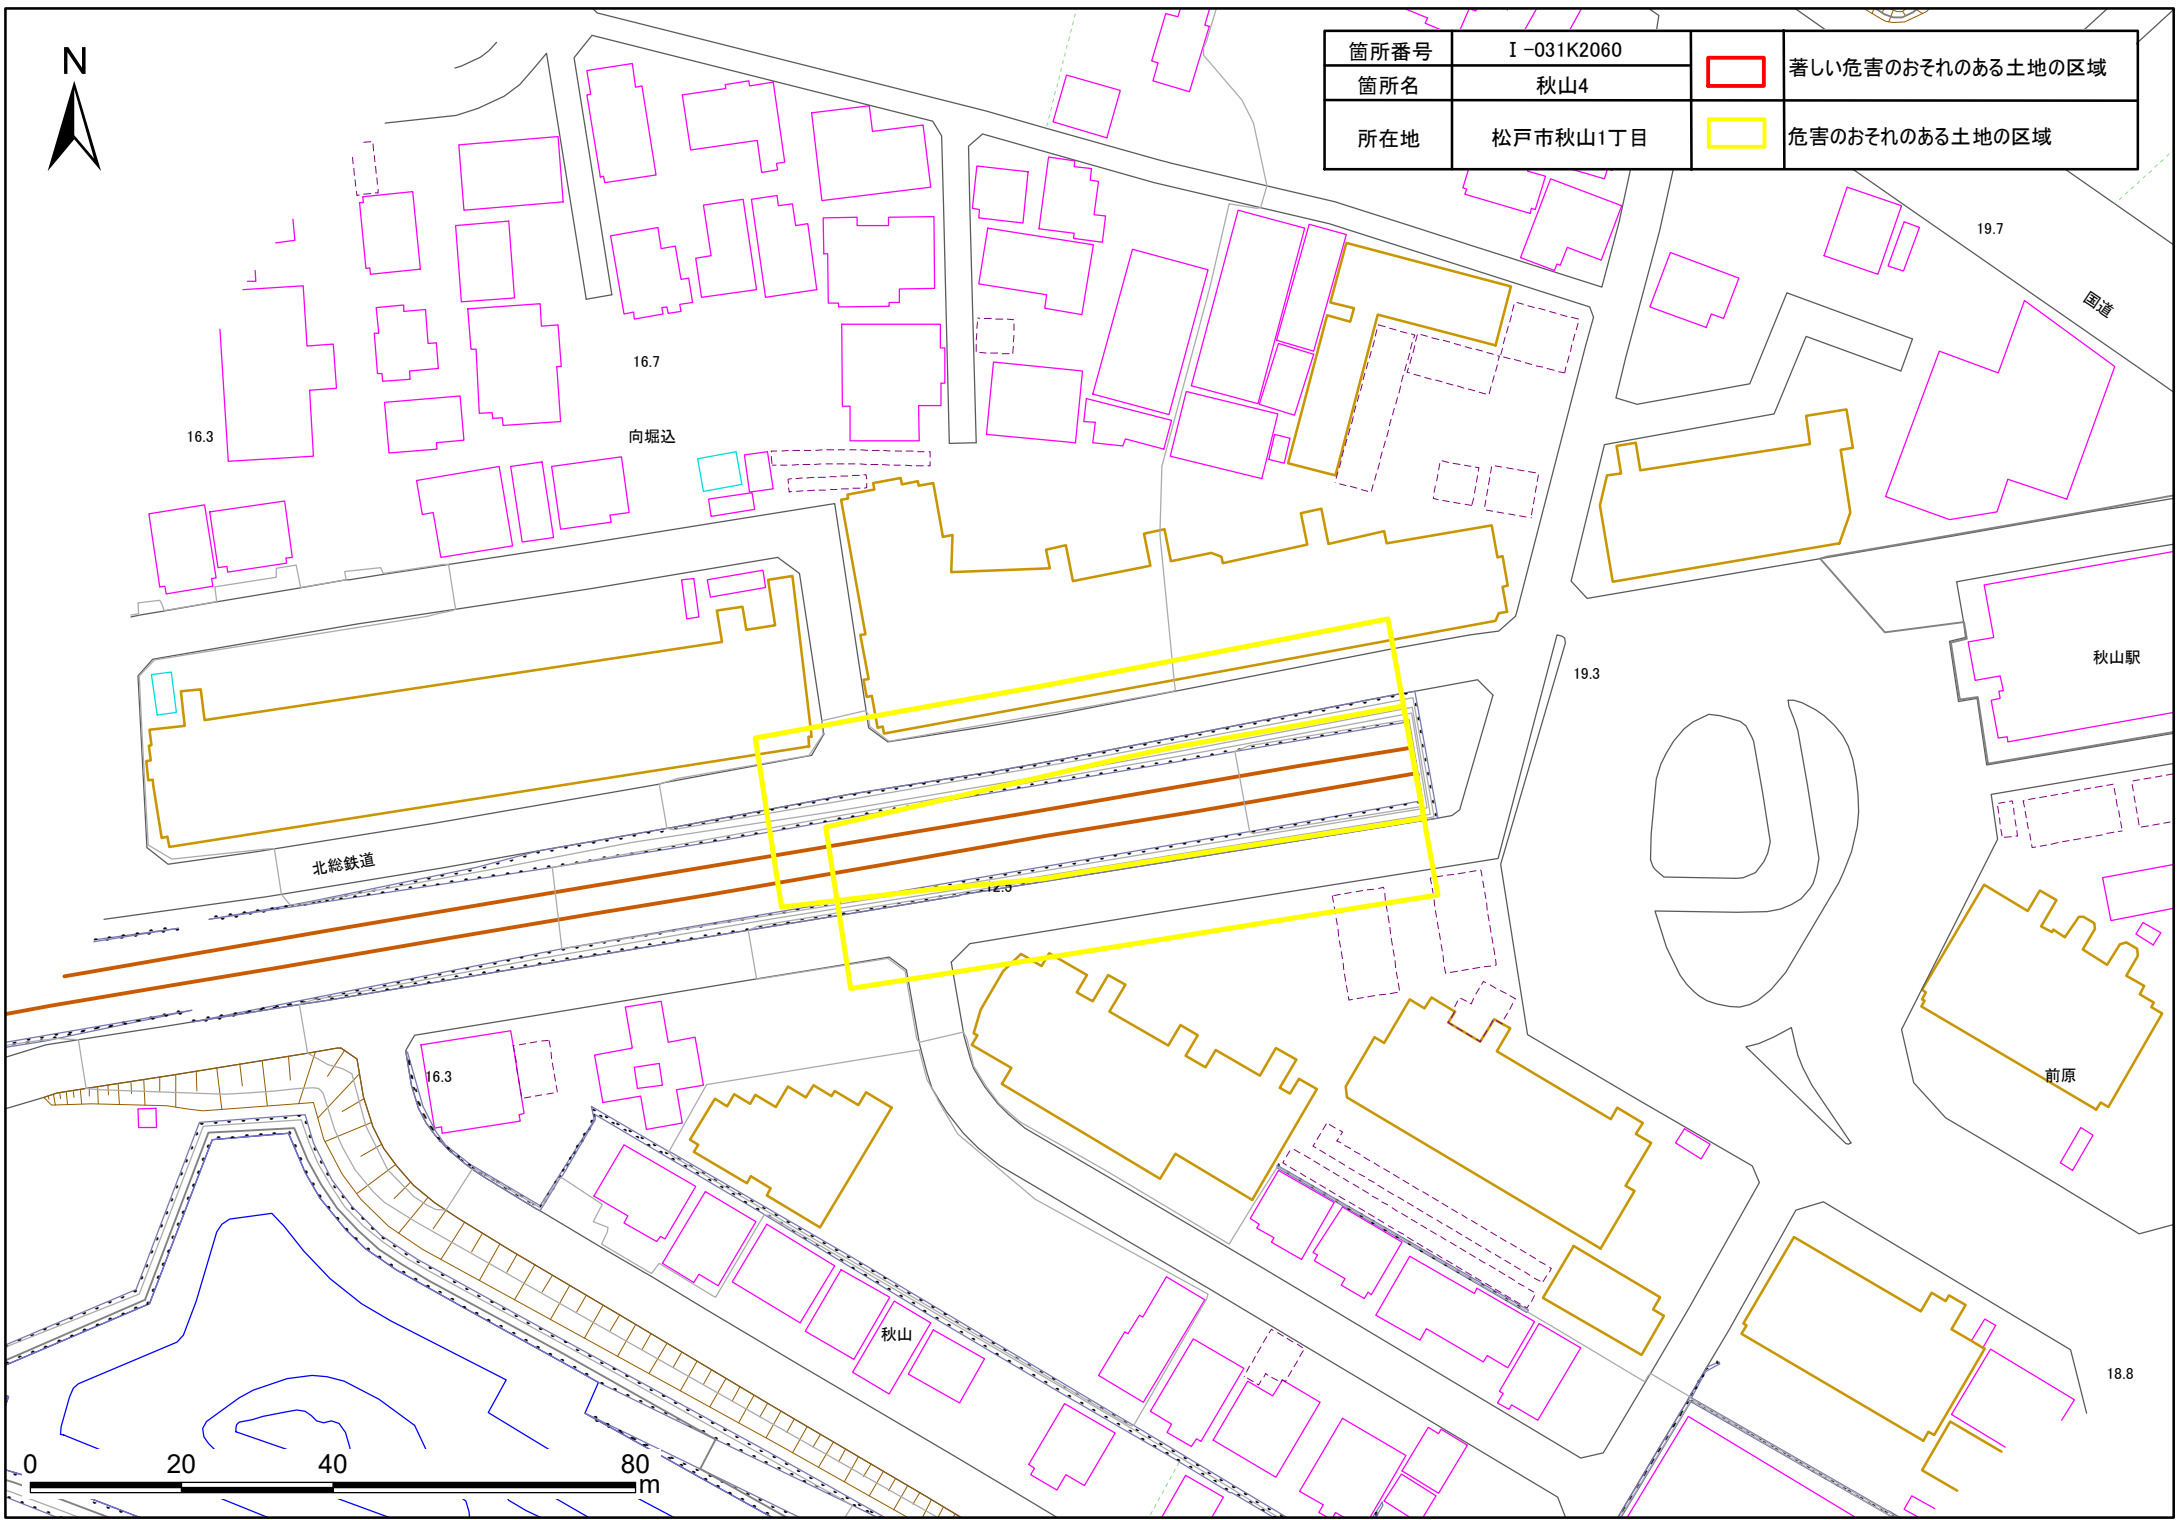 N
箇所番号 Ⅰ-031K2060 著しい危害のおそれのある土地の区域
箇所名 秋山4
所在地 松戸市秋山1丁目 危害のおそれのある土地の区域
19.7
国道
16.7
16.3
向堀込
秋山駅
19.3
北総鉄道
12.5
16.3
前原
秋山
18.8
0 20 40 80
m